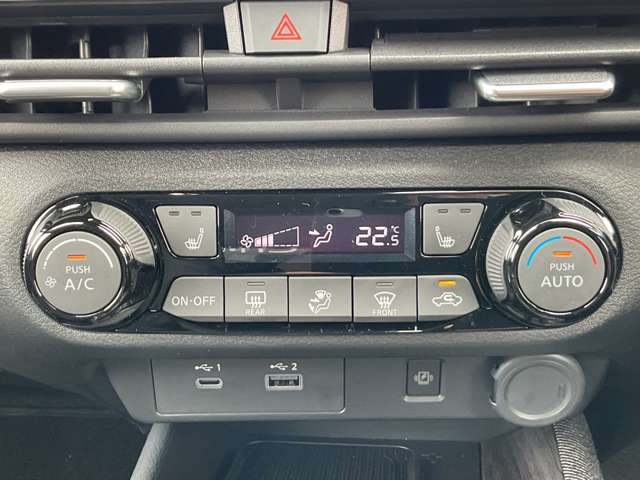 22.5°C
PUSH
A/C
PUSH
AUTO
ON·OFF
REAR
FRONT
1
2